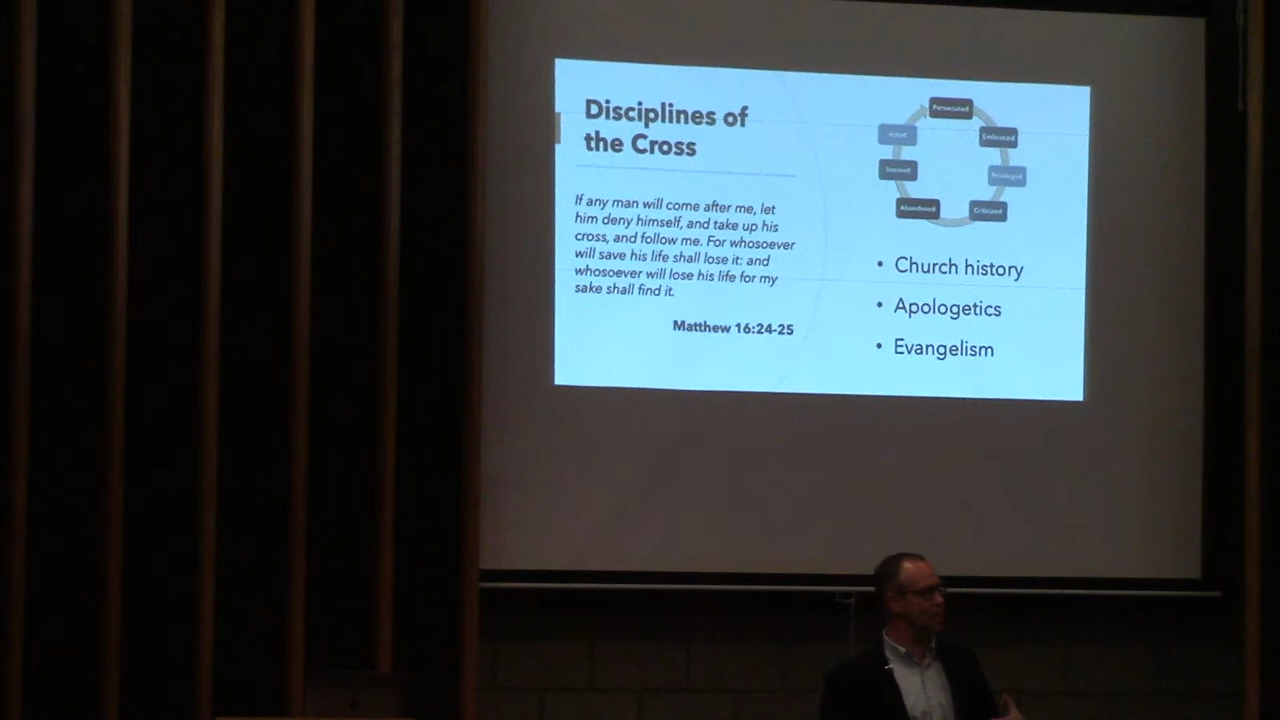 Disciplines of
the Cross
If any man will come after me, let
him deny himself, and take up his
cross, and follow me. For whosoever
will save his life shall lose it: and
whosoever will lose his life for my
sake shall find it.
Matthew 16:24-25
Persecuted
Embraced
Privileged
Criticized
Abandoned
Scorned
Hated
• Church history
• Apologetics
• Evangelism